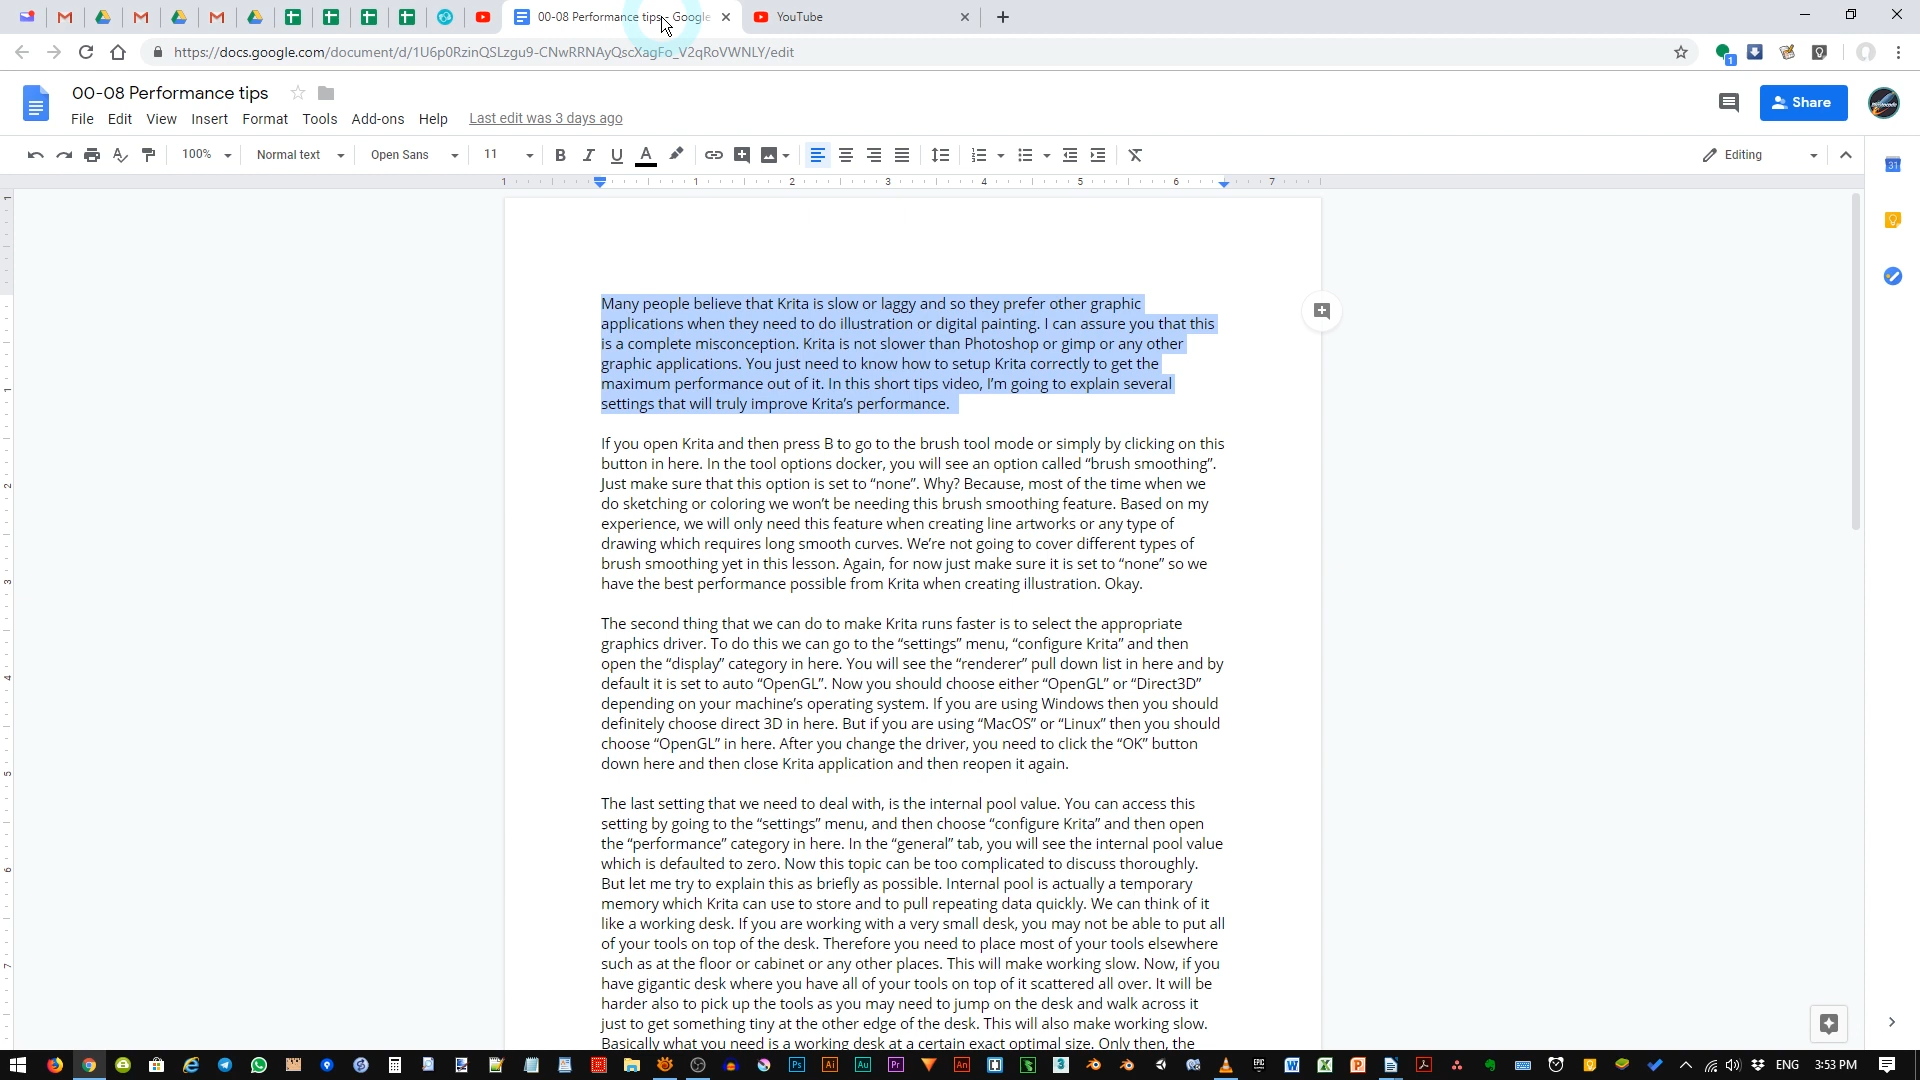 00-08 Performance tips - Google
YouTube
https://docs.google.com/document/d/1U6p0RzinQSLzgu9-CNwRRNAyQscXagFo_V2qRoVWNLY/edit
00-08 Performance tips
Share
File Edit View Insert Format Tools Add-ons Help Last edit was 3 days ago
100% Normal text Open Sans 11 Editing
1 1 2 3 4 5 6 7
Many people believe that Krita is slow or laggy and so they prefer other graphic
applications when they need to do illustration or digital painting. I can assure you that this
is a complete misconception. Krita is not slower than Photoshop or gimp or any other
graphic applications. You just need to know how to setup Krita correctly to get the
maximum performance out of it. In this short tips video, I'm going to explain several
settings that will truly improve Krita's performance.
If you open Krita and then press B to go to the brush tool mode or simply by clicking on this
button in here. In the tool options docker, you will see an option called “brush smoothing”.
Just make sure that this option is set to “none”. Why? Because, most of the time when we
do sketching or coloring we won't be needing this brush smoothing feature. Based on my
experience, we will only need this feature when creating line artworks or any type of
drawing which requires long smooth curves. We're not going to cover different types of
brush smoothing yet in this lesson. Again, for now just make sure it is set to “none” so we
have the best performance possible from Krita when creating illustration. Okay.
The second thing that we can do to make Krita runs faster is to select the appropriate
graphics driver. To do this we can go to the “settings” menu, “configure Krita” and then
open the “display” category in here. You will see the “renderer” pull down list in here and by
default it is set to auto “OpenGL”. Now you should choose either “OpenGL” or “Direct3D”
depending on your machine's operating system. If you are using Windows then you should
definitely choose direct 3D in here. But if you are using “MacOS” or “Linux” then you should
choose “OpenGL” in here. After you change the driver, you need to click the “OK” button
down here and then close Krita application and then reopen it again.
The last setting that we need to deal with, is the internal pool value. You can access this
setting by going to the “settings” menu, and then choose “configure Krita” and then open
the “performance” category in here. In the “general” tab, you will see the internal pool value
which is defaulted to zero. Now this topic can be too complicated to discuss thoroughly.
But let me try to explain this as briefly as possible. Internal pool is actually a temporary
memory which Krita can use to store and to pull repeating data quickly. We can think of it
like a working desk. If you are working with a very small desk, you may not be able to put all
of your tools on top of the desk. Therefore you need to place most of your tools elsewhere
such as at the floor or cabinet or any other places. This will make working slow. Now, if you
have gigantic desk where you have all of your tools on top of it scattered all over. It will be
harder also to pick up the tools as you may need to jump on the desk and walk across it
just to get something tiny at the other edge of the desk. This will also make working slow.
Basically what you need is a working desk at a certain exact optimal size. Only then, the
ENG 3:53 PM